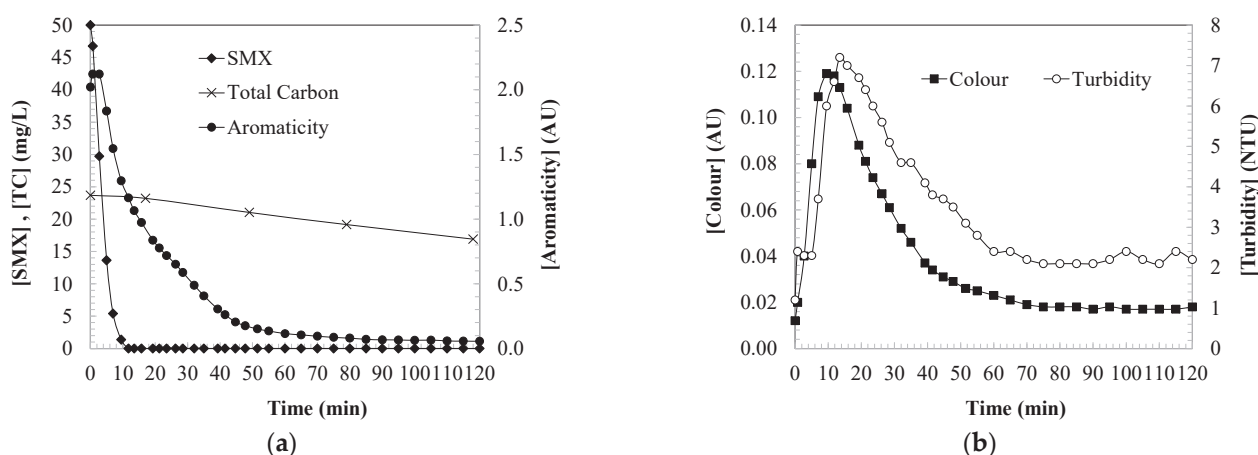 50
45
40
35
30
25
20
15
10
5
0
[SMX] , [TC] (mg/L)
SMX
Total Carbon
Aromaticity
2.5
2.0
1.5
1.0
0.5
0.0
[Aromaticity] (AU)
0 10 20 30 40 50 60 70 80 90 100 110 120
Time (min)
(a)
0.14
0.12
0.10
0.08
0.06
0.04
0.02
0.00
[Colour] (AU)
Colour Turbidity
8
7
6
5
4
3
2
1
0
[Turbidity] (NTU)
0 10 20 30 40 50 60 70 80 90 100 110 120
Time (min)
(b)